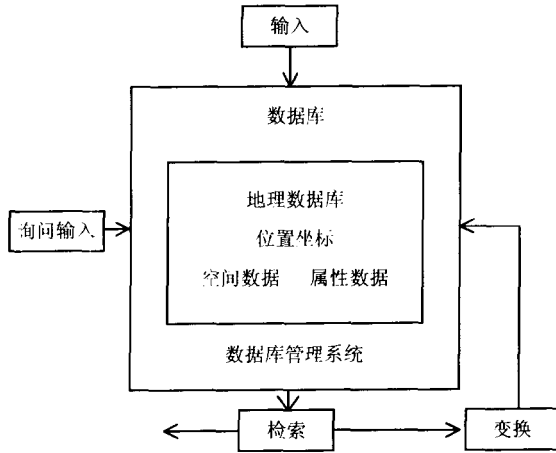 输入
数据库
地理数据库
询问输入
位置坐标
空间数据 属性数据
数据库管理系统
检索
变换